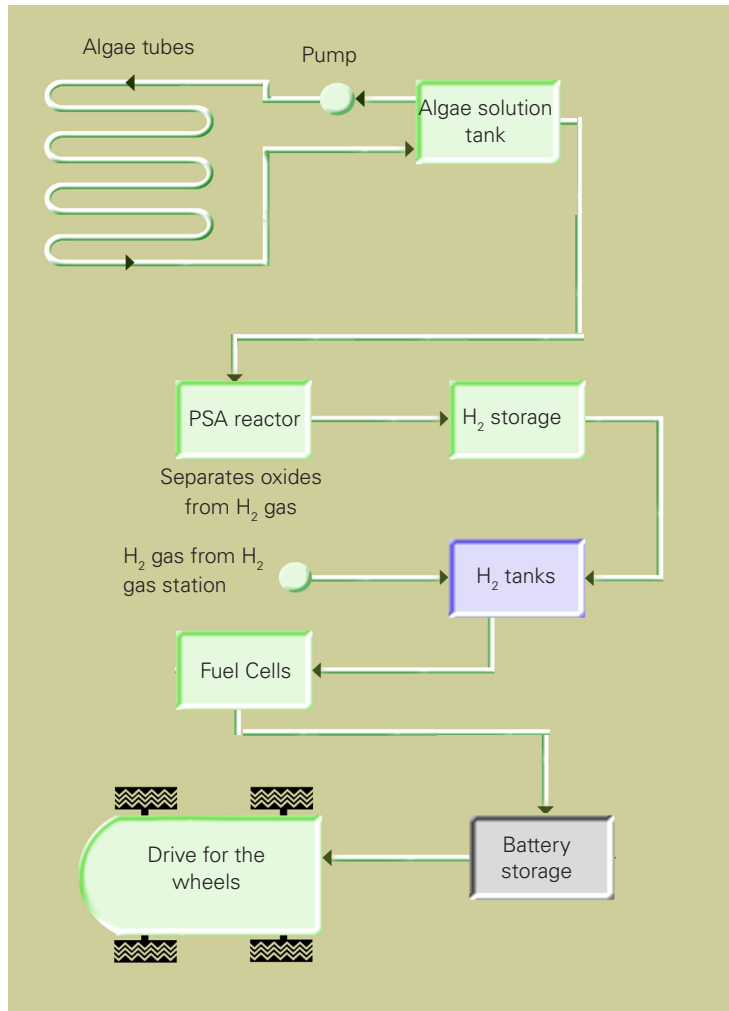 Algae tubes
Pump
Algae solution
tank
PSA reactor
H₂ storage
Separates oxides
from H₂ gas
H₂ gas from H₂
gas station
H₂ tanks
Fuel Cells
Drive for the
wheels
Battery
storage